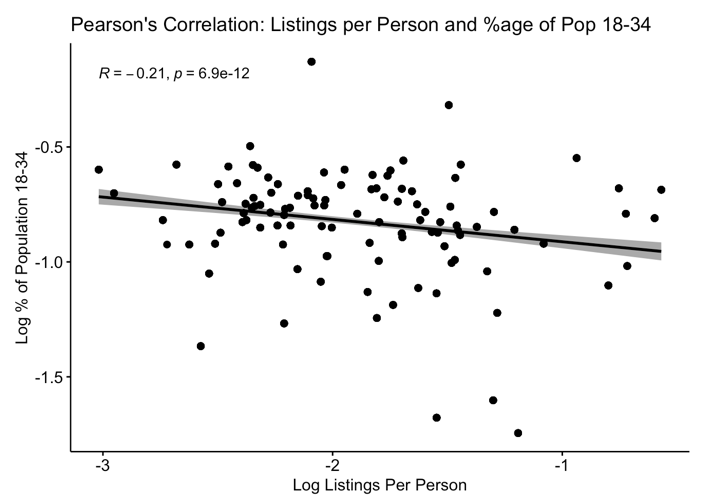 Pearson's Correlation: Listings per Person and %age of Pop 18-34
R = −0.21, p = 6.9e-12
-0.5
-1.0
-1.5
Log % of Population 18-34
-3 -2 -1
Log Listings Per Person